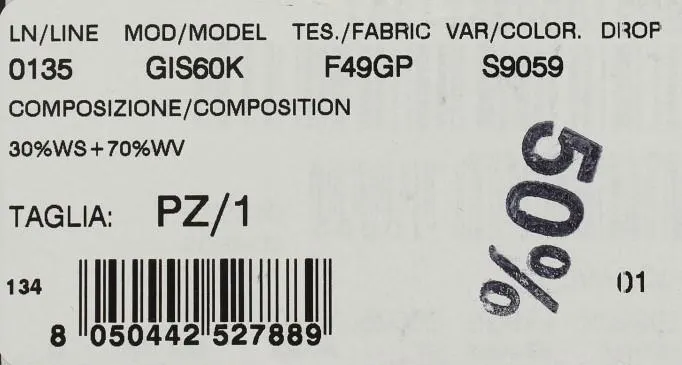 LN/LINE MOD/MODEL TES./FABRIC VAR/COLOR. DROP
0135 GIS60K F49GP S9059
COMPOSIZIONE/COMPOSITION
30%WS+70%WV
50%
TAGLIA: PZ/1
134
01
8 050442 527889